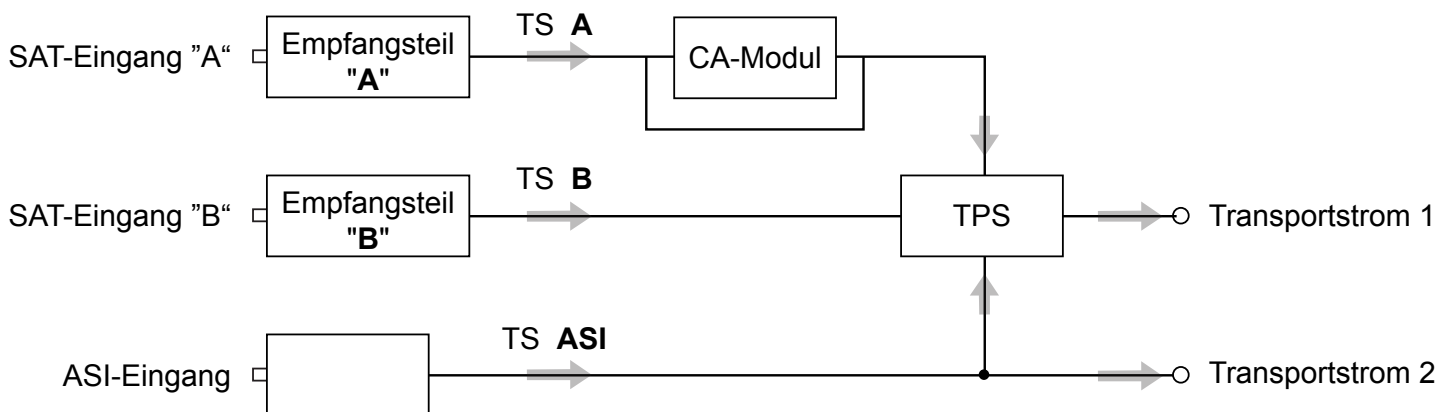 TS A
SAT-Eingang ”A“
Empfangsteil
"A"
CA-Modul
TS B
SAT-Eingang ”B“
Empfangsteil
"B"
TPS
Transportstrom 1
TS ASI
ASI-Eingang
Transportstrom 2